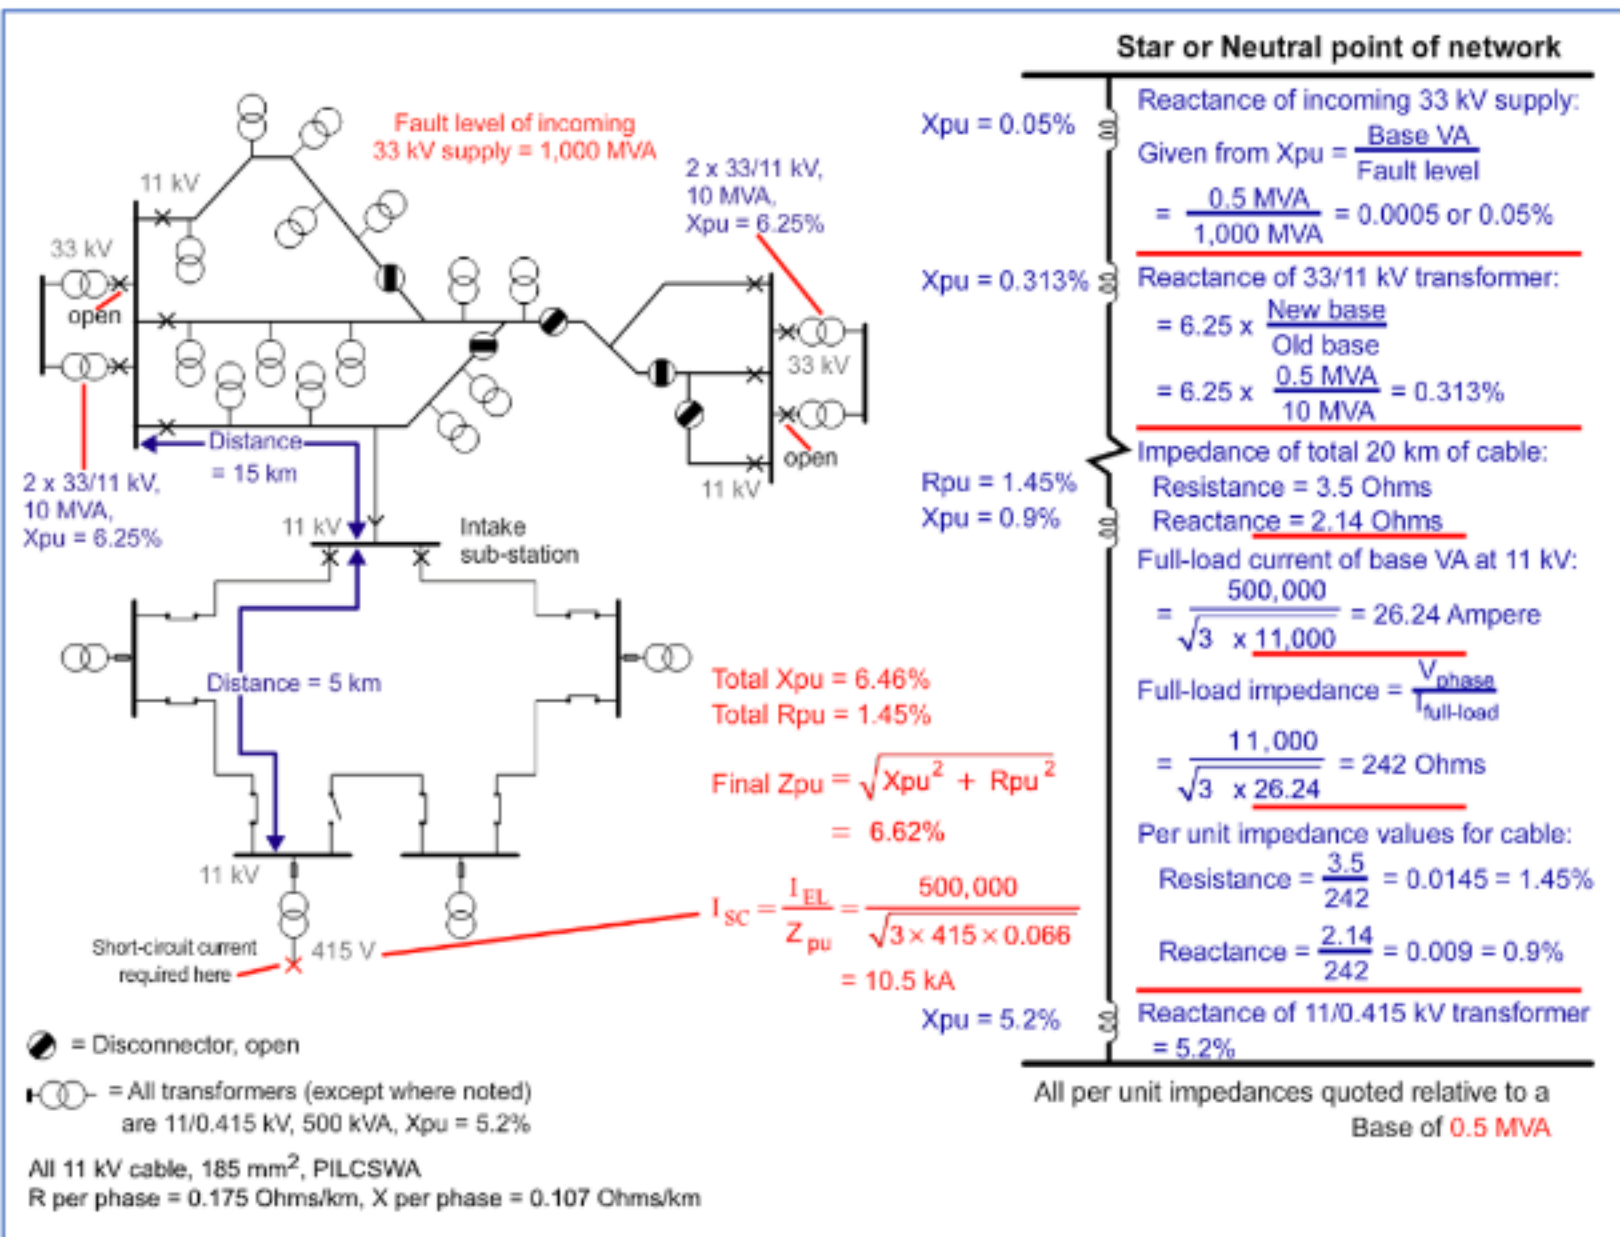 Star or Neutral point of network
Fault level of incoming
33 kV supply = 1,000 MVA
11 kV
33 kV
open
2 x 33/11 kV,
10 MVA,
Xpu = 6.25%
33 kV
open
11 kV
Distance
= 15 km
2 x 33/11 kV,
10 MVA,
Xpu = 6.25%
11 kV
Intake
sub-station
Distance = 5 km
11 kV
415 V
Short-circuit current
required here
Total Xpu = 6.46%
Total Rpu = 1.45%
Final Zpu = √(Xpu² + Rpu²)
= 6.62%
I SC = I EL / Z pu = 500,000 / √3 × 415 × 0.066
= 10.5 kA
Xpu = 0.05%
Xpu = 0.313%
Rpu = 1.45%
Xpu = 0.9%
Xpu = 5.2%
Reactance of incoming 33 kV supply:
Given from Xpu = Base VA / Fault level
= 0.5 MVA / 1,000 MVA = 0.0005 or 0.05%
Reactance of 33/11 kV transformer:
= 6.25 x New base / Old base
= 6.25 x 0.5 MVA / 10 MVA = 0.313%
Impedance of total 20 km of cable:
Resistance = 3.5 Ohms
Reactance = 2.14 Ohms
Full-load current of base VA at 11 kV:
= 500,000 / √3 x 11,000 = 26.24 Ampere
Full-load impedance = Vphase / Ifull-load
= 11,000 / √3 x 26.24 = 242 Ohms
Per unit impedance values for cable:
Resistance = 3.5 / 242 = 0.0145 = 1.45%
Reactance = 2.14 / 242 = 0.009 = 0.9%
Reactance of 11/0.415 kV transformer
= 5.2%
All per unit impedances quoted relative to a
Base of 0.5 MVA
= Disconnector, open
= All transformers (except where noted)
are 11/0.415 kV, 500 kVA, Xpu = 5.2%
All 11 kV cable, 185 mm², PILCSWA
R per phase = 0.175 Ohms/km, X per phase = 0.107 Ohms/km